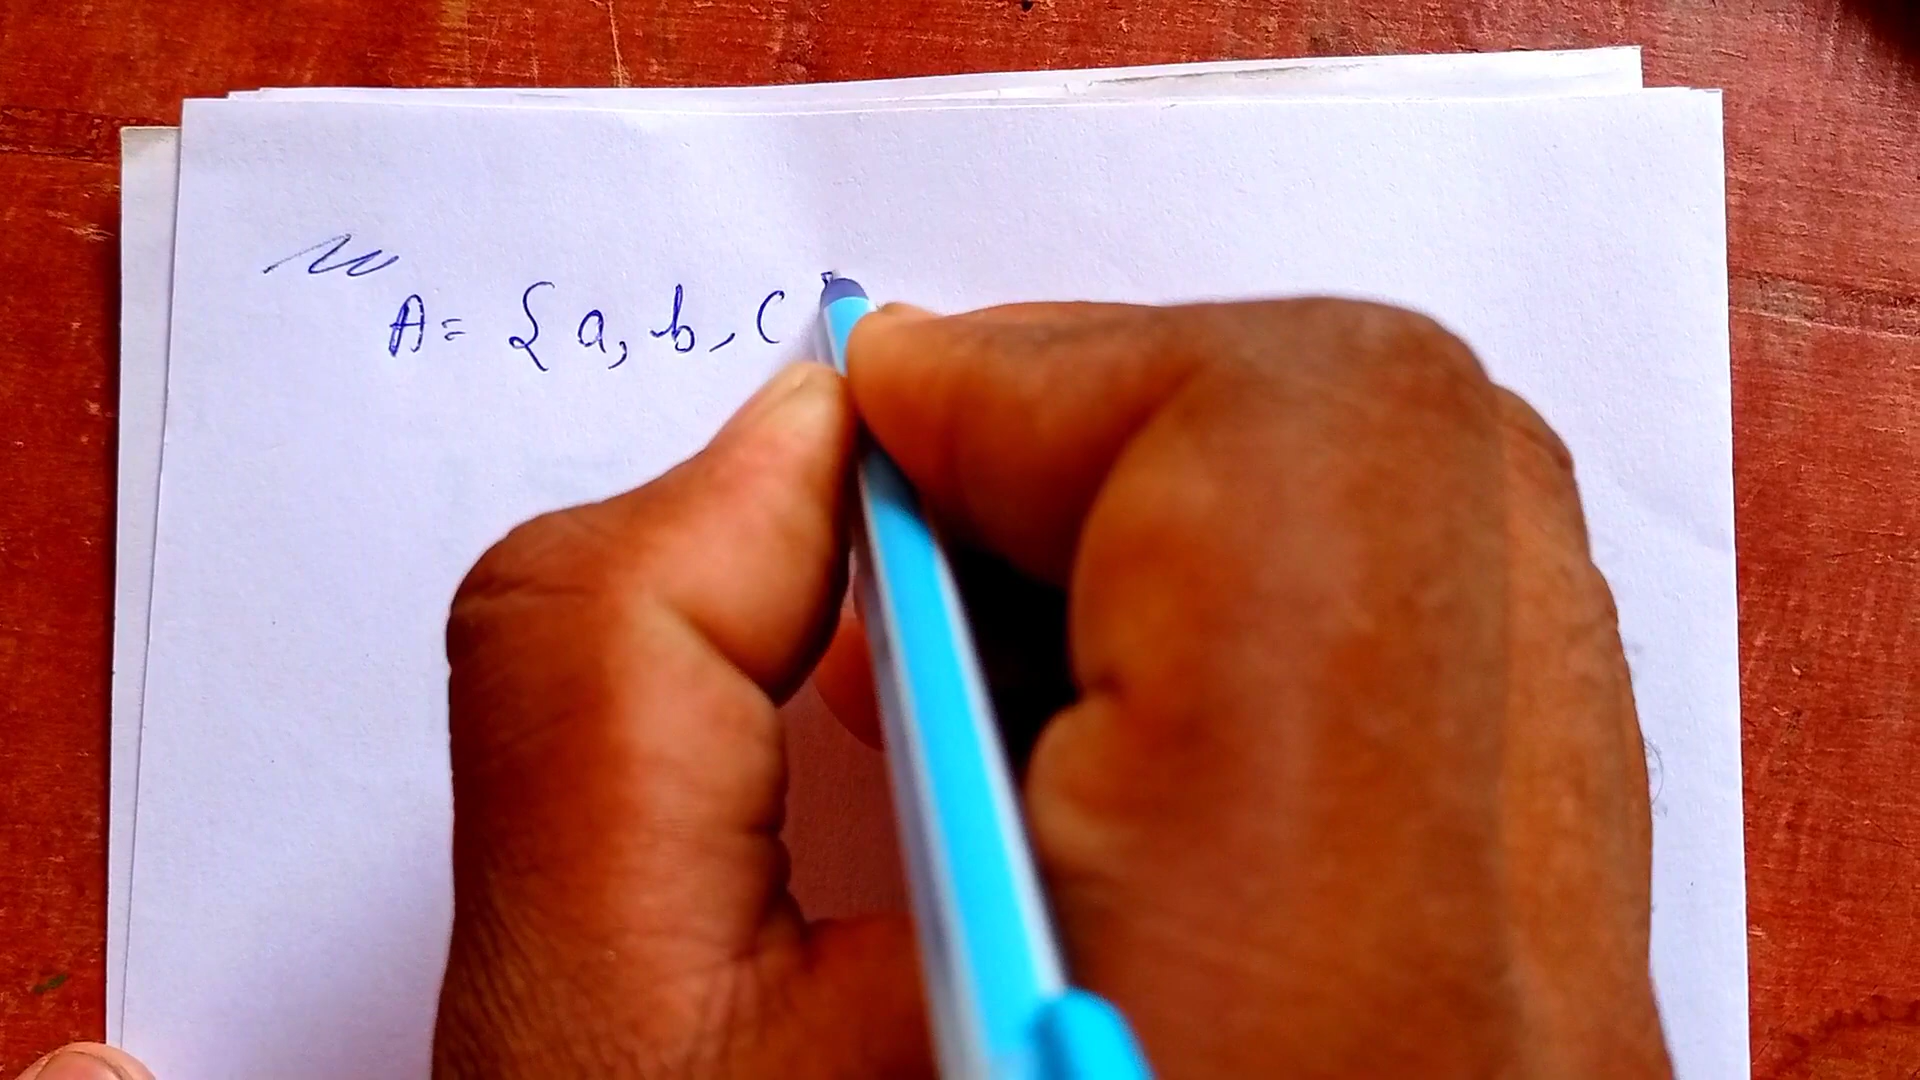 A = { a, b, c